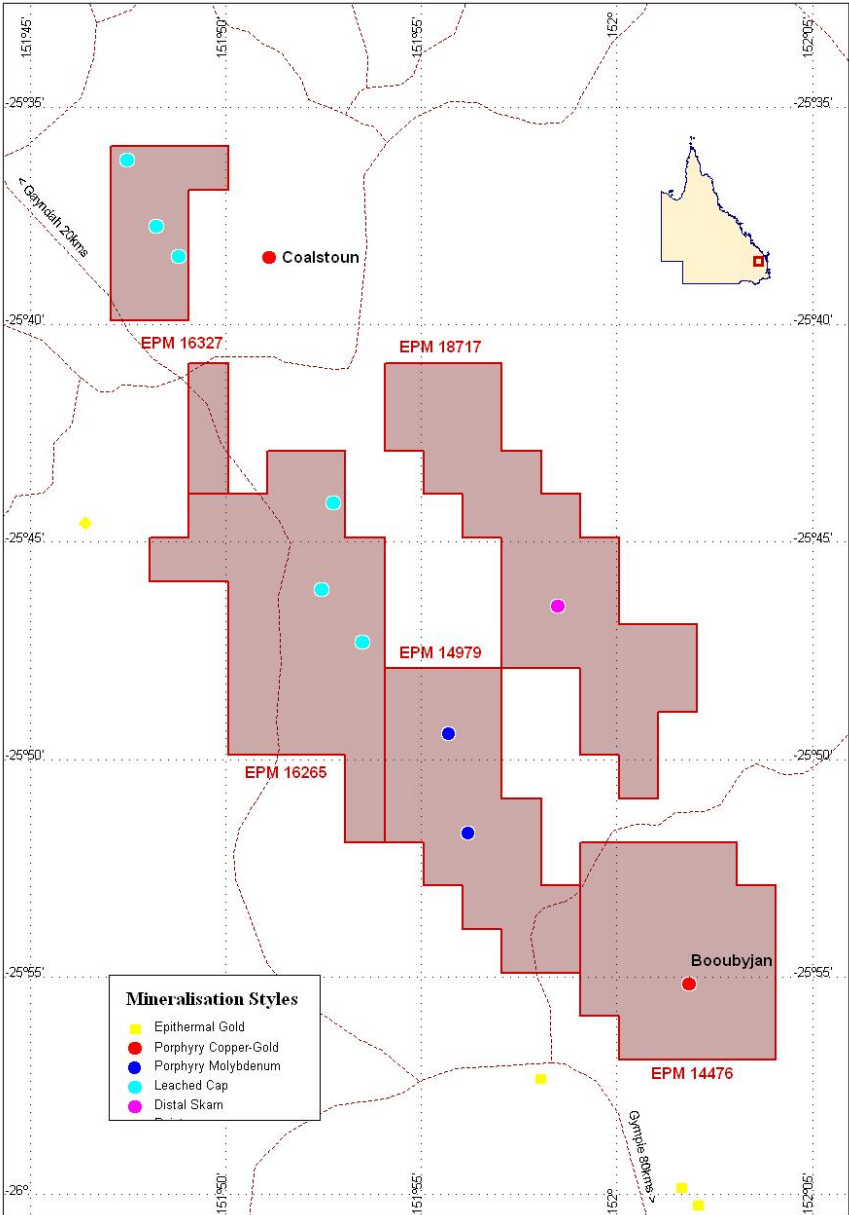 151°45'
151°50'
151°55'
152°
152°05'
-25°35'
-25°35'
< Gayndah 20kms
Coalstoun
-25°40'
-25°40'
EPM 16327
EPM 18717
-25°45'
-25°45'
EPM 14979
-25°50'
-25°50'
EPM 16265
Booubyjan
-25°55'
-25°55'
Mineralisation Styles
Epithermal Gold
Porphyry Copper-Gold
Porphyry Molybdenum
Leached Cap
Distal Skarn
EPM 14476
Gympie 80kms >
-26°
-26°
151°45'
151°50'
151°55'
152°
152°05'